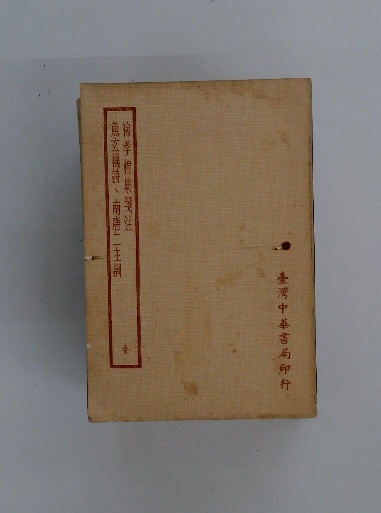 徐孝穆集箋注
魚玄機詩、南唐二主詞
全
臺灣中華書局印行